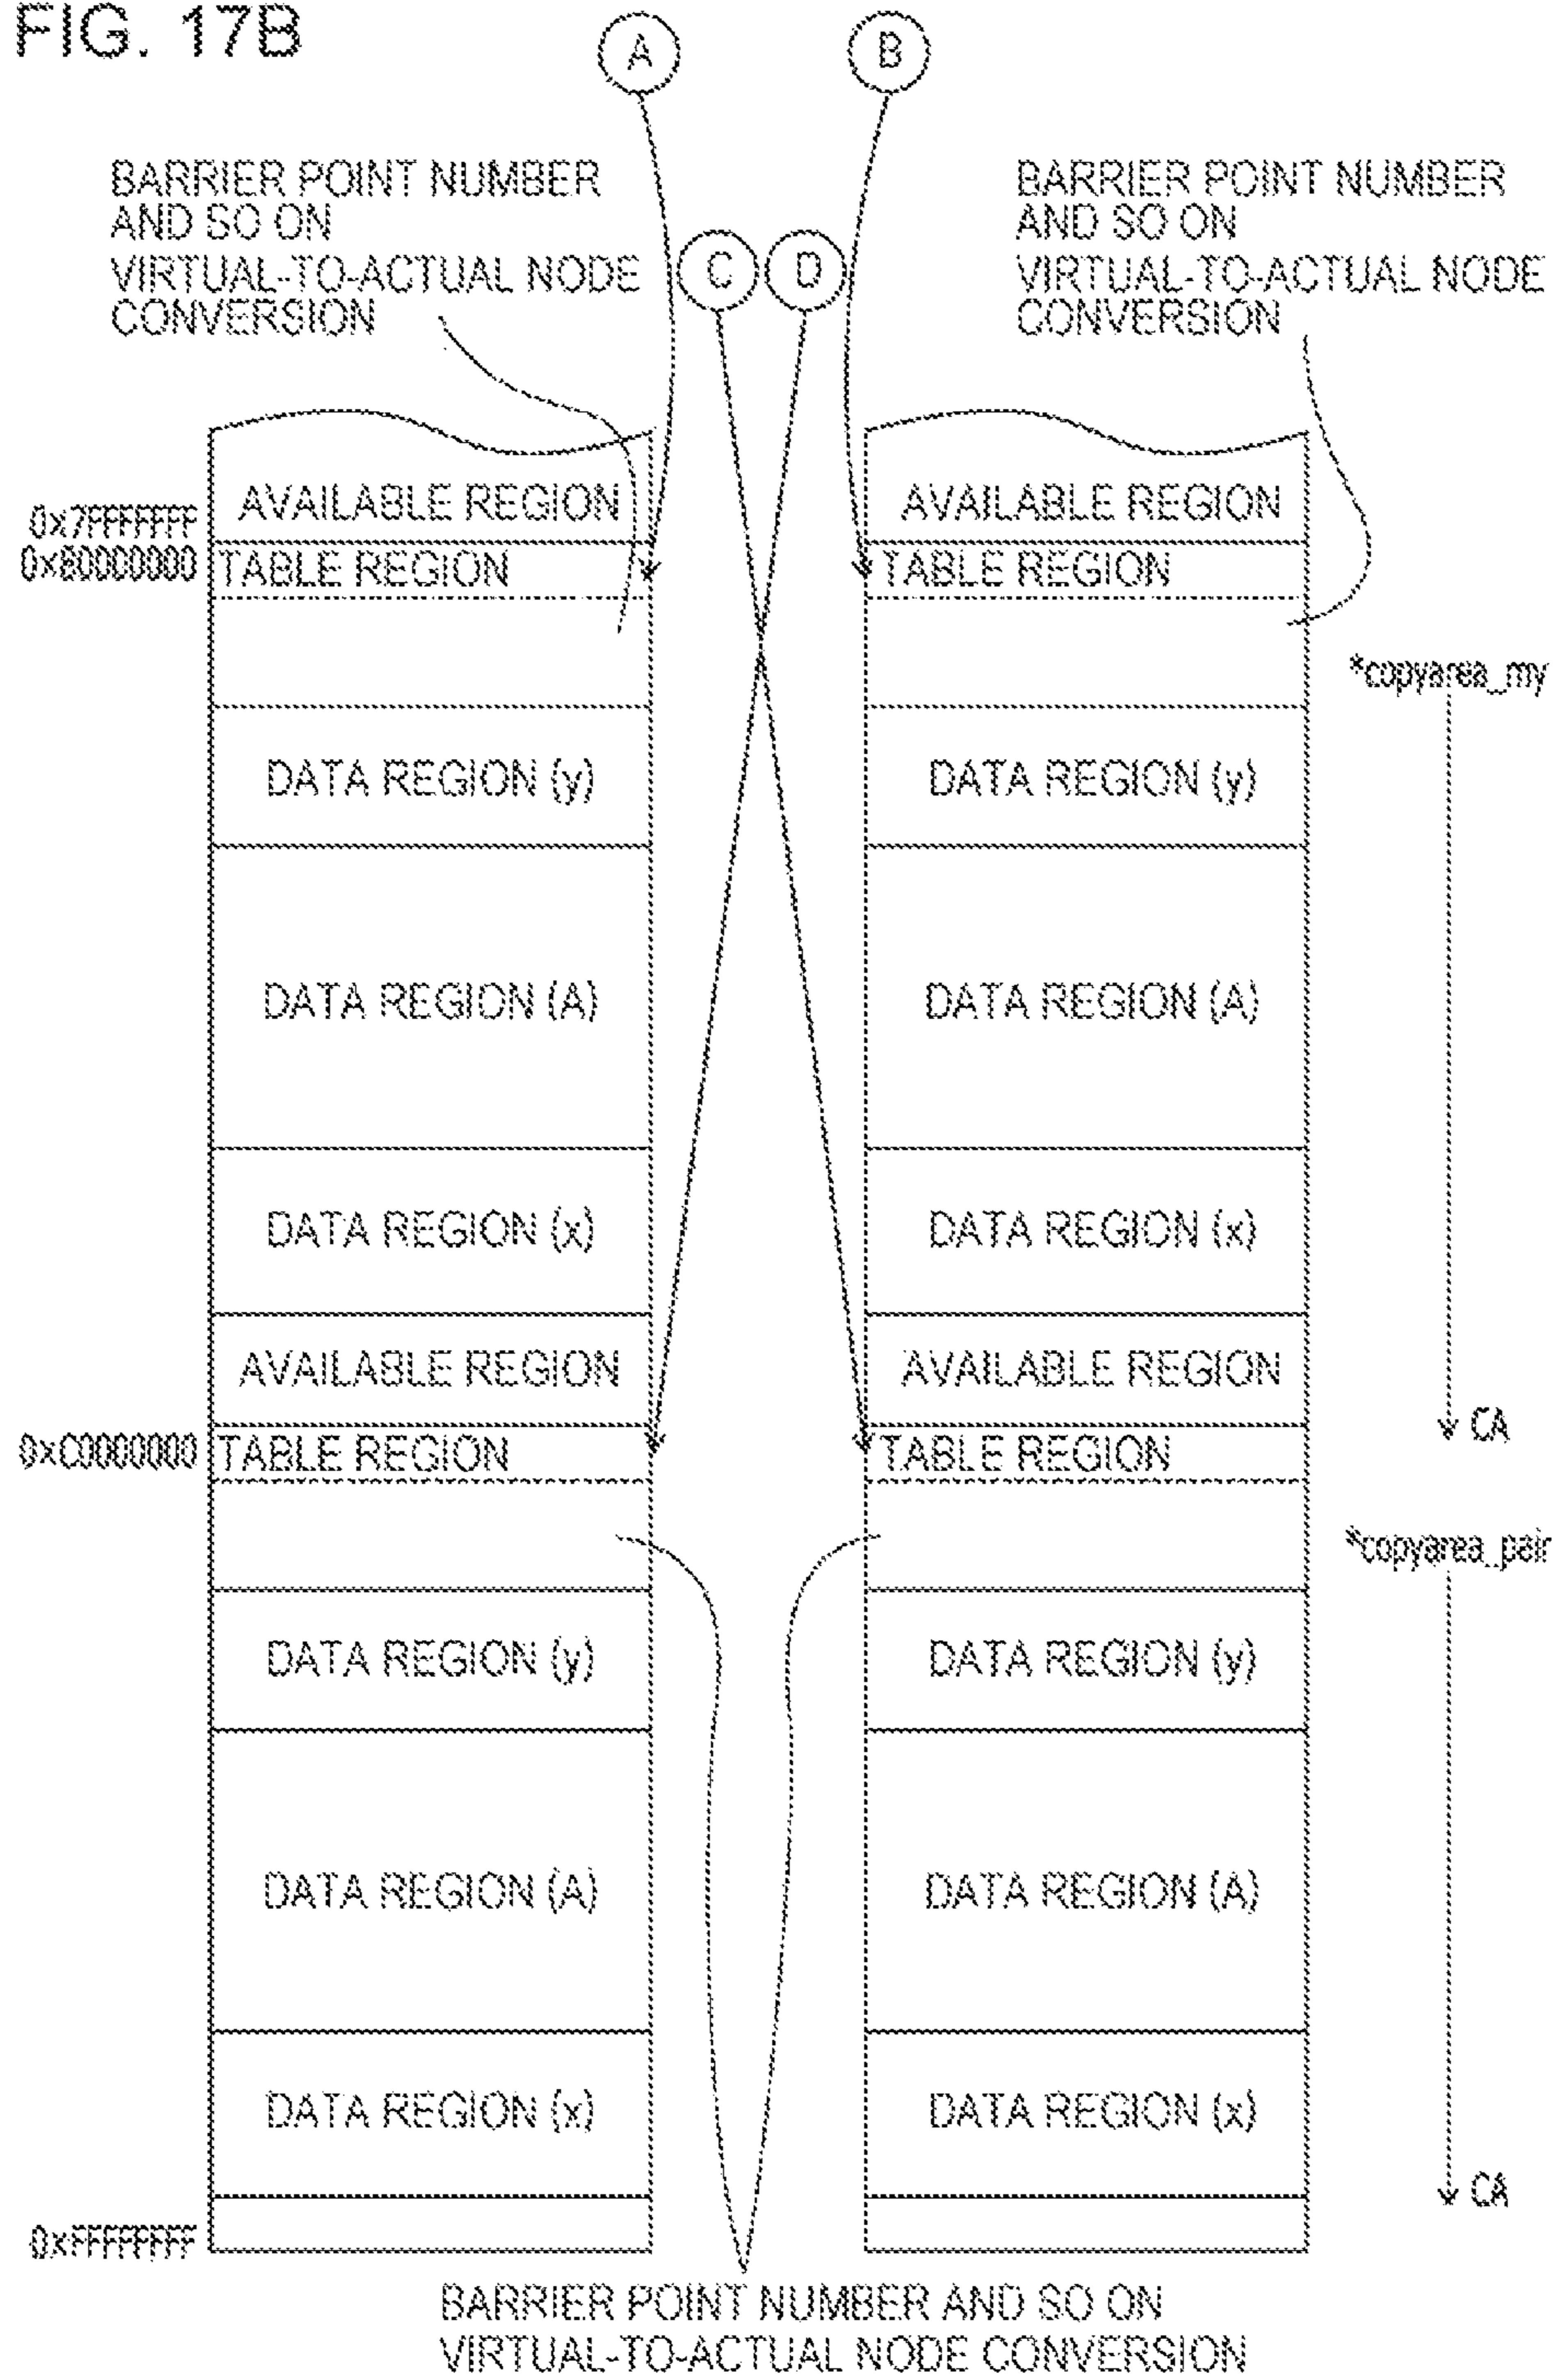 FIG. 17B
A
B
BARRIER POINT NUMBER
AND SO ON
VIRTUAL-TO-ACTUAL NODE
CONVERSION
C
D
BARRIER POINT NUMBER
AND SO ON
VIRTUAL-TO-ACTUAL NODE
CONVERSION
AVAILABLE REGION
AVAILABLE REGION
0x7FFFFFFF
0x80000000
TABLE REGION
TABLE REGION
*copyarea_my
DATA REGION (y)
DATA REGION (y)
DATA REGION (A)
DATA REGION (A)
DATA REGION (x)
DATA REGION (x)
AVAILABLE REGION
AVAILABLE REGION
CA
0xC0000000
TABLE REGION
TABLE REGION
*copyarea_pair
DATA REGION (y)
DATA REGION (y)
DATA REGION (A)
DATA REGION (A)
DATA REGION (x)
DATA REGION (x)
CA
0xFFFFFFFF
BARRIER POINT NUMBER AND SO ON
VIRTUAL-TO-ACTUAL NODE CONVERSION